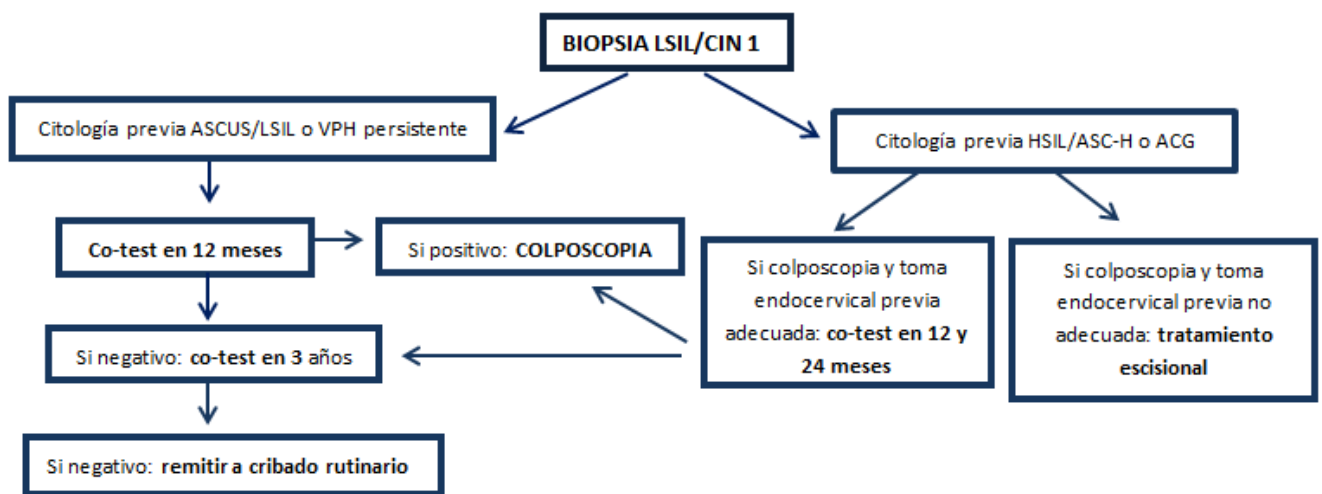 BIOPSIA LSIL/CIN 1
Citología previa ASCUS/LSIL o VPH persistente
Citología previa HSIL/ASC-H o ACG
Co-test en 12 meses
Si positivo: COLPOSCOPIA
Si colposcopia y toma
endocervical previa
adecuada: co-test en 12 y
24 meses
Si colposcopia y toma
endocervical previa no
adecuada: tratamiento
escisional
Si negativo: co-test en 3 años
Si negativo: remitir a cribado rutinario